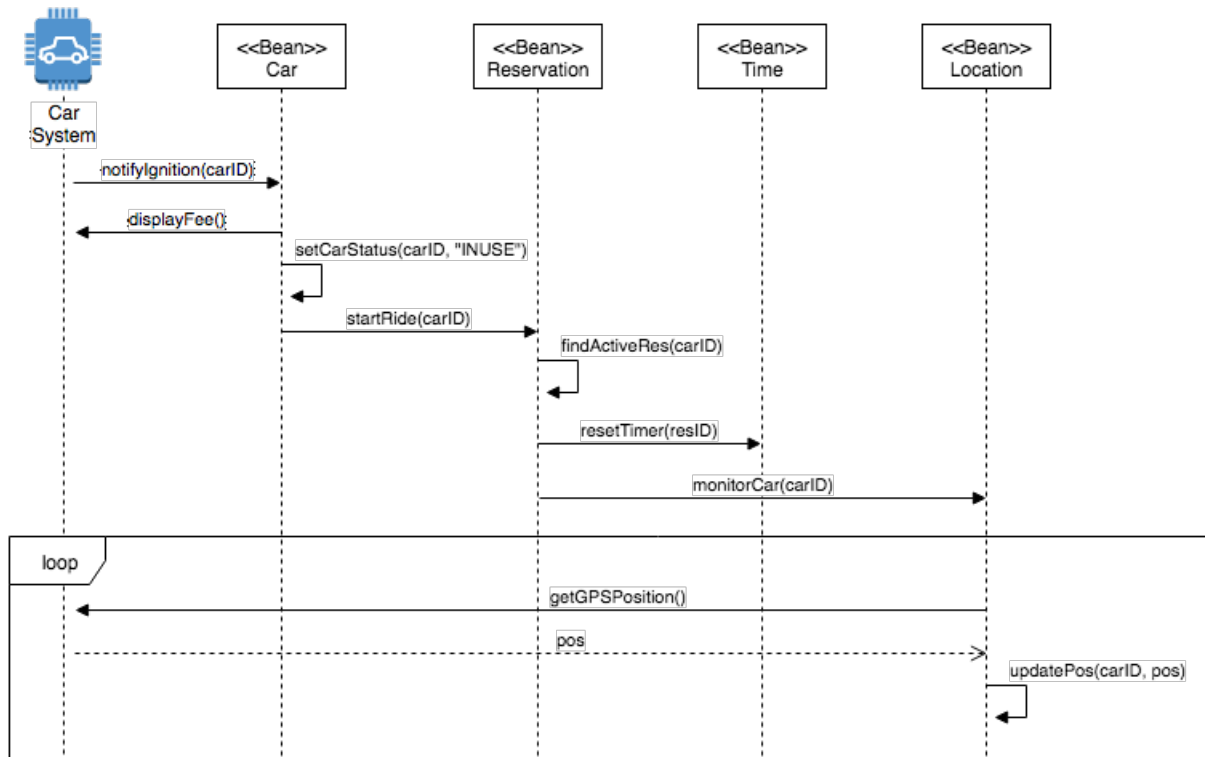 <<Bean>>
Car
<<Bean>>
Reservation
<<Bean>>
Time
<<Bean>>
Location
Car
System
notifyIgnition(carID)
displayFee()
setCarStatus(carID, "INUSE")
startRide(carID)
findActiveRes(carID)
resetTimer(resID)
monitorCar(carID)
loop
getGPSPosition()
pos
updatePos(carID, pos)